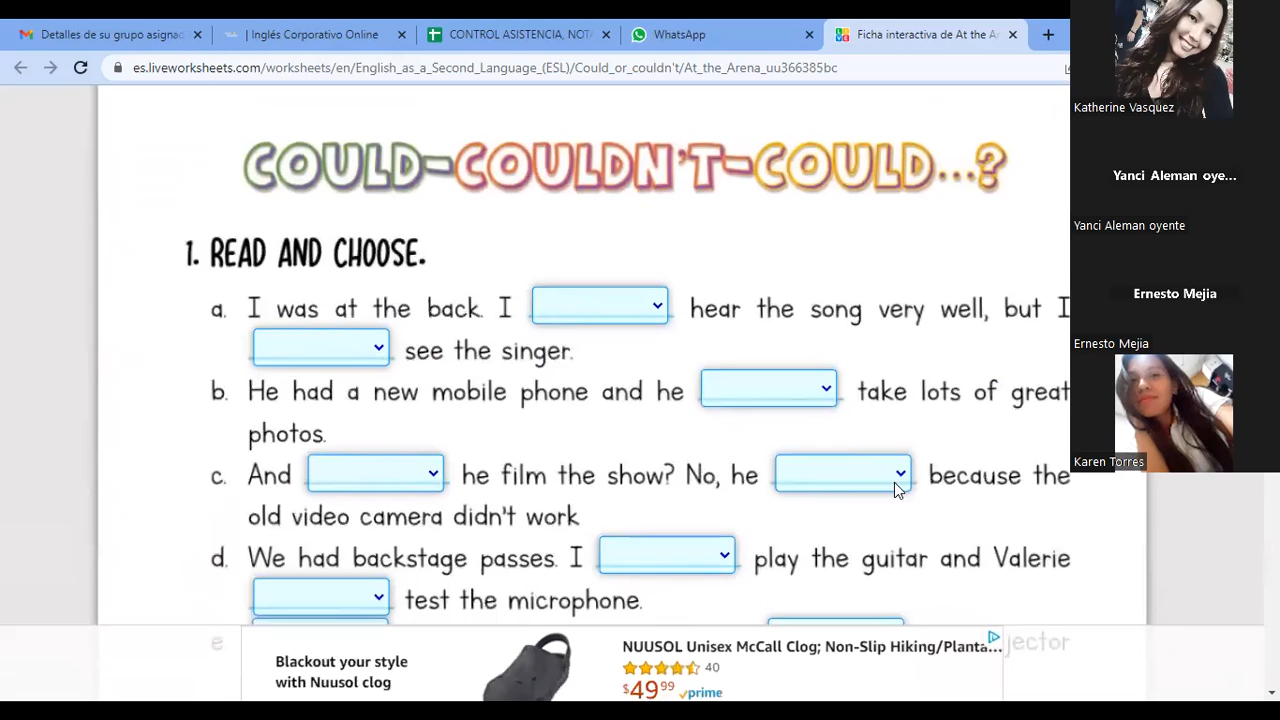 Detalles de su grupo asignac
| Inglés Corporativo Online
CONTROL ASISTENCIA, NOT
WhatsApp
Ficha interactiva de At the Ar
es.liveworksheets.com/worksheets/en/English_as_a_Second_Language_(ESL)/Could_or_couldn't/At_the_Arena_uu366385bc
COULD-COULDN'T-COULD...?
1. READ AND CHOOSE.
a. I was at the back. I hear the song very well, but I
see the singer.
b. He had a new mobile phone and he take lots of great
photos.
c. And he film the show? No, he because the
old video camera didn't work
d. We had backstage passes. I play the guitar and Valerie
test the microphone.
e jector
Blackout your style
with Nuusol clog
NUUSOL Unisex McCall Clog; Non-Slip Hiking/Planta...
40
$49 99 prime
Katherine Vasquez
Yanci Aleman oye...
Yanci Aleman oyente
Ernesto Mejia
Ernesto Mejia
Karen Torres